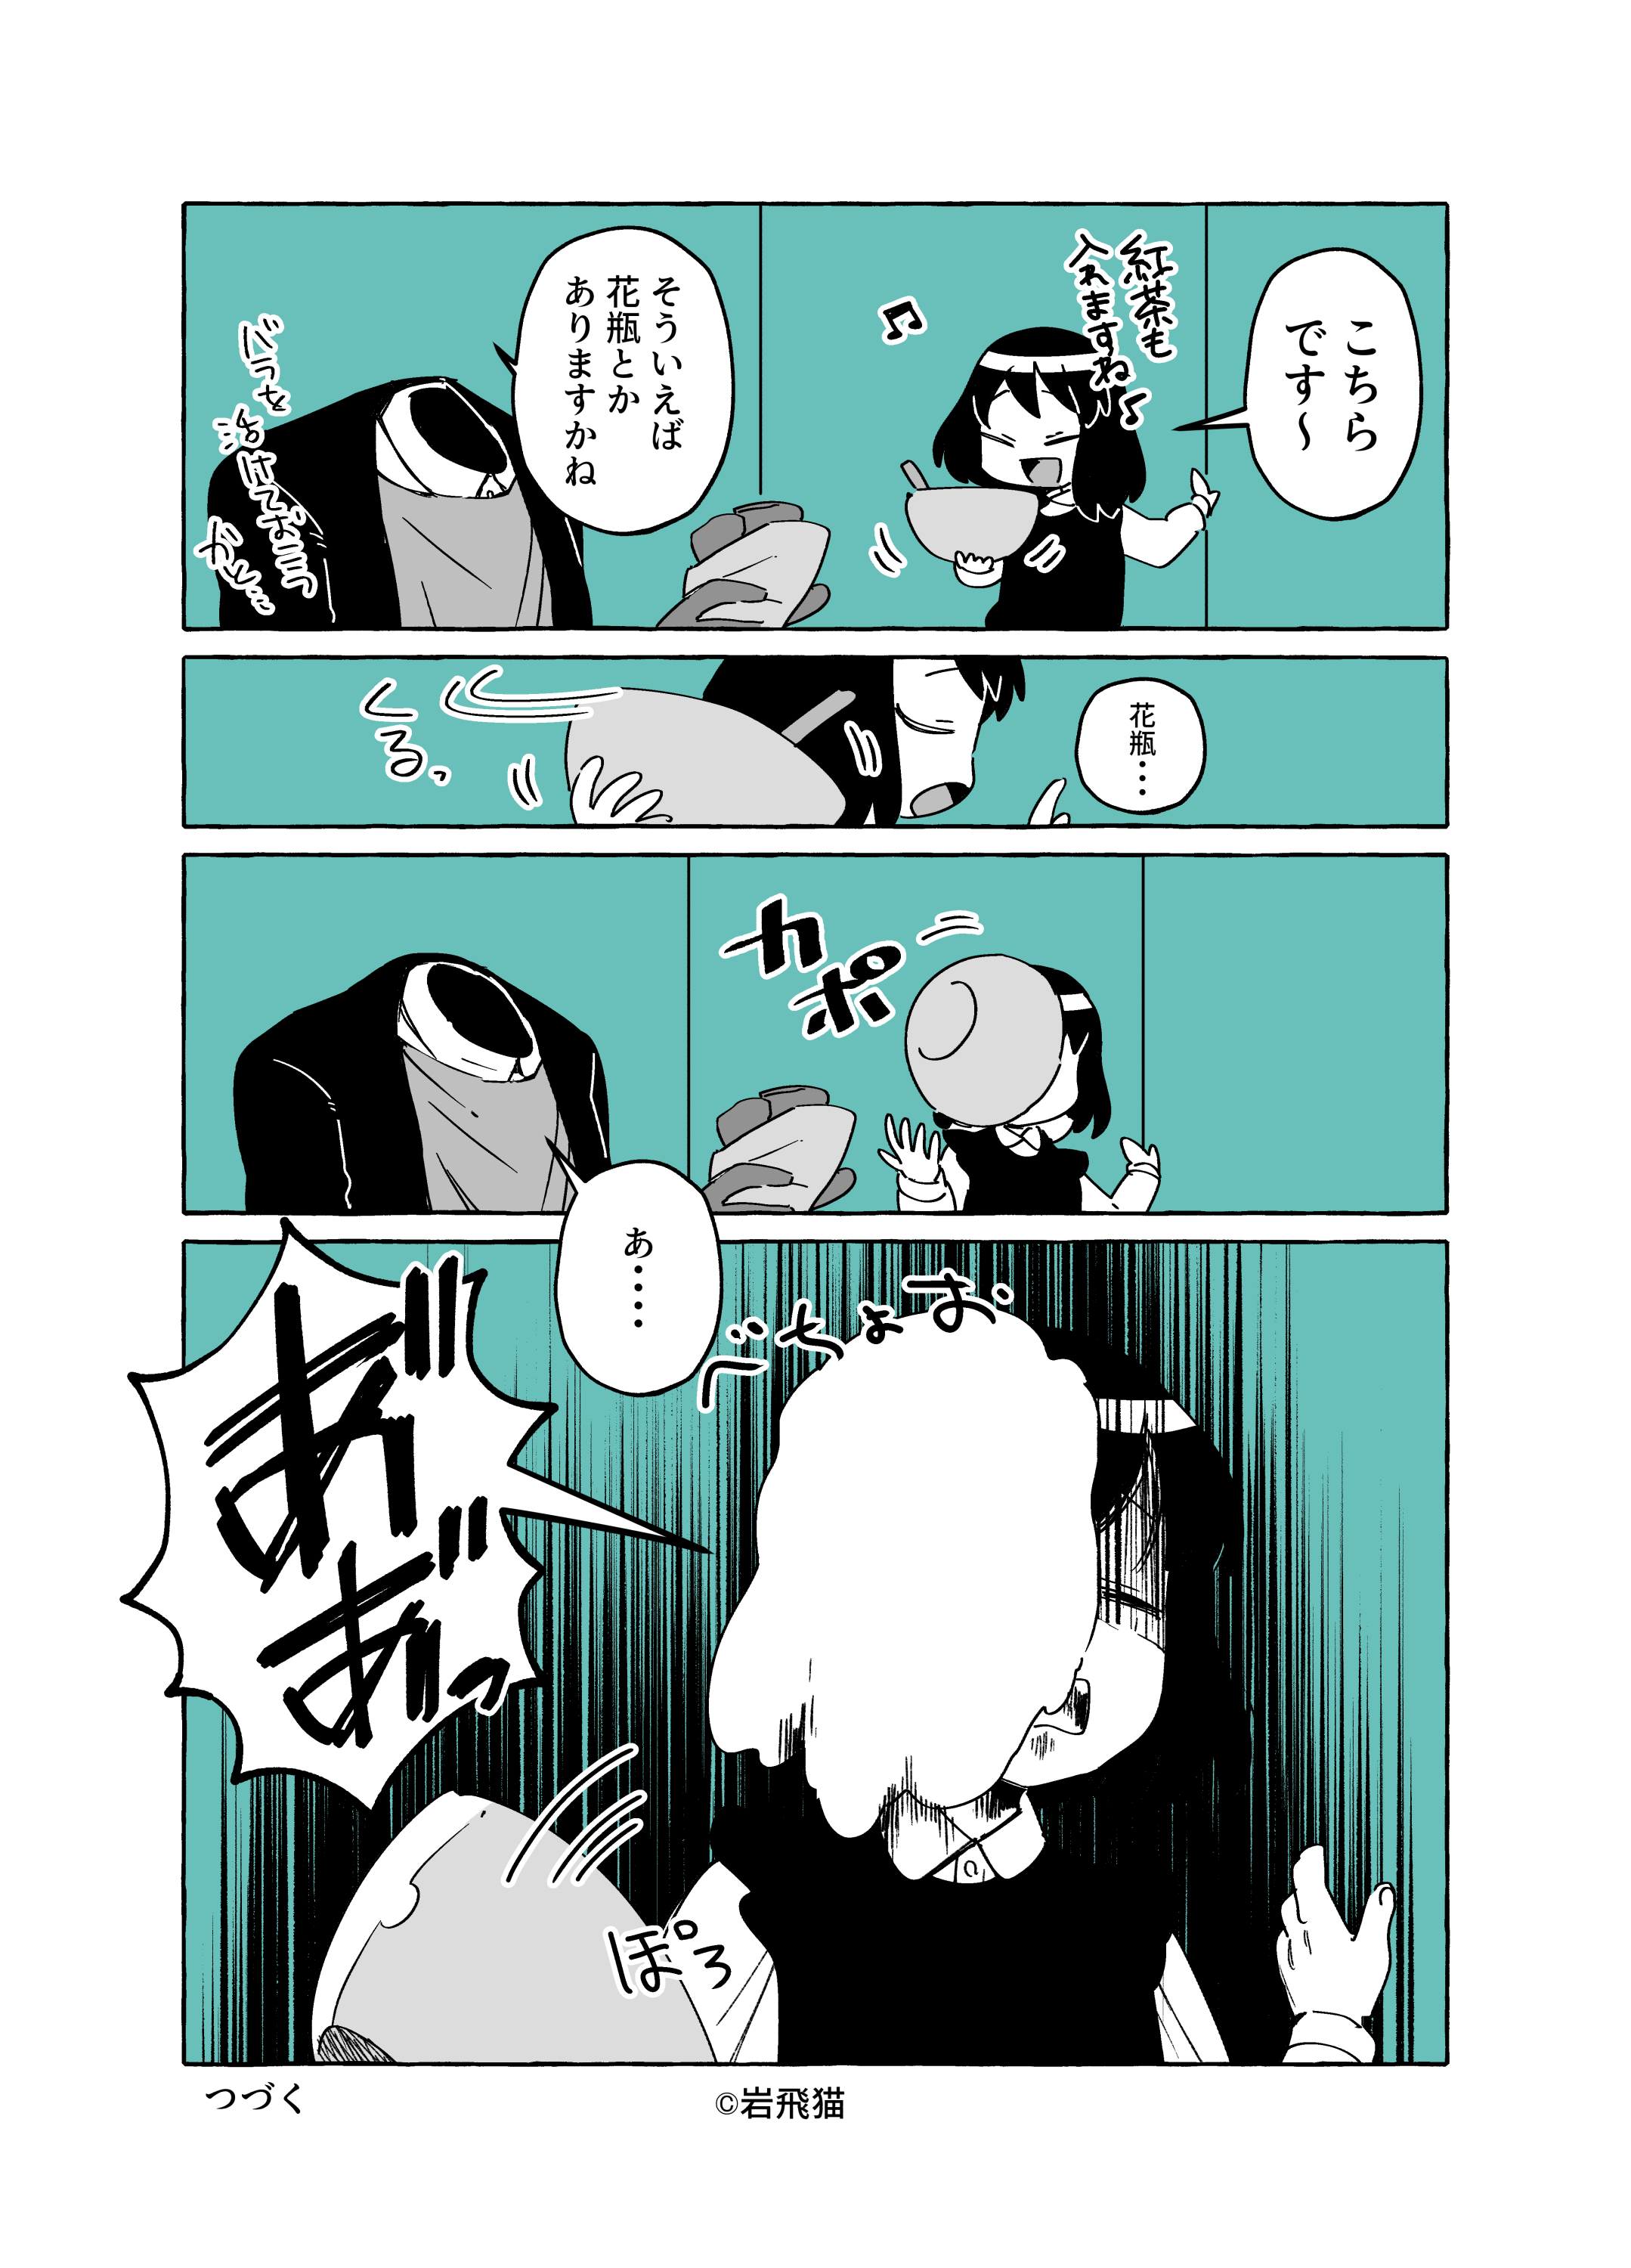 こちら
です〜
紅茶も
入れますね
♪
♫
そういえば
花瓶とか
ありますかね
バラを
活けておこう
かと…
花瓶…
くるっ
カポ
あ……
べちょお
あ゛あ゛っ
ぽろ
つづく
©岩飛猫